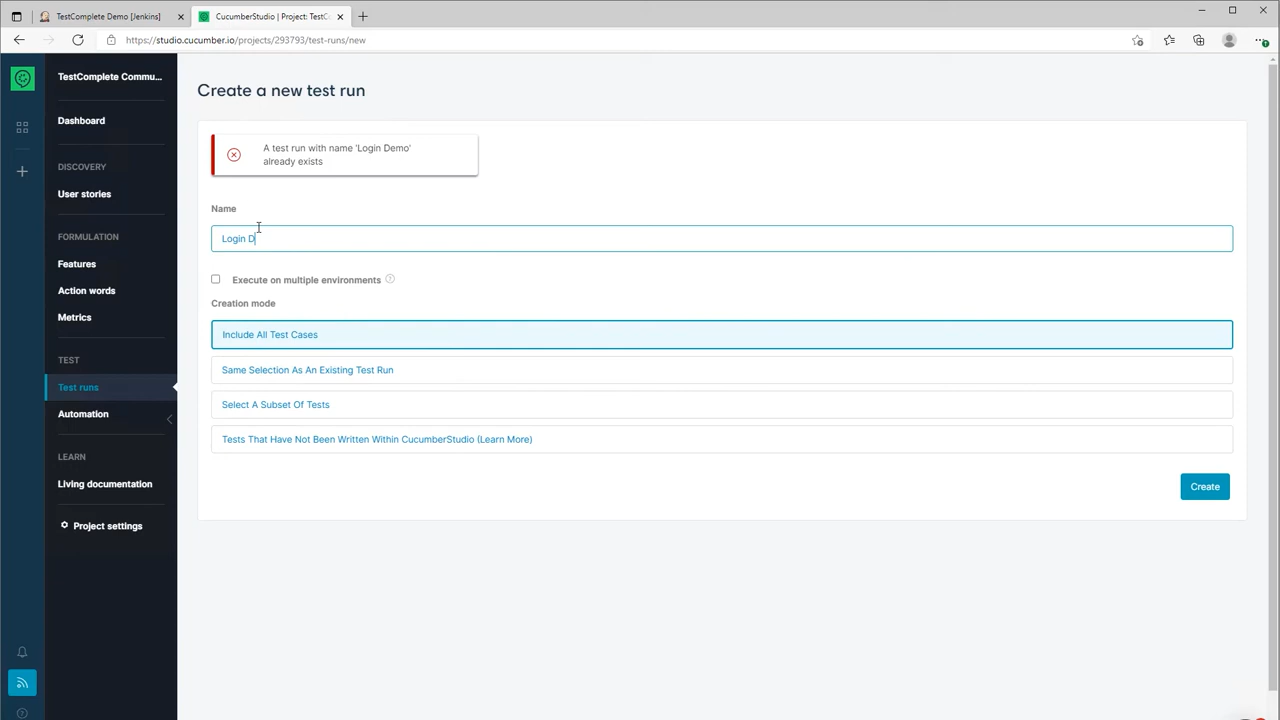 TestComplete Demo [Jenkins]
CucumberStudio | Project: TestC
https://studio.cucumber.io/projects/293793/test-runs/new
TestComplete Commu...
Dashboard
DISCOVERY
User stories
FORMULATION
Features
Action words
Metrics
TEST
Test runs
Automation
LEARN
Living documentation
Project settings
Create a new test run
A test run with name 'Login Demo'
already exists
Name
Login D
Execute on multiple environments ?
Creation mode
Include All Test Cases
Same Selection As An Existing Test Run
Select A Subset Of Tests
Tests That Have Not Been Written Within CucumberStudio (Learn More)
Create